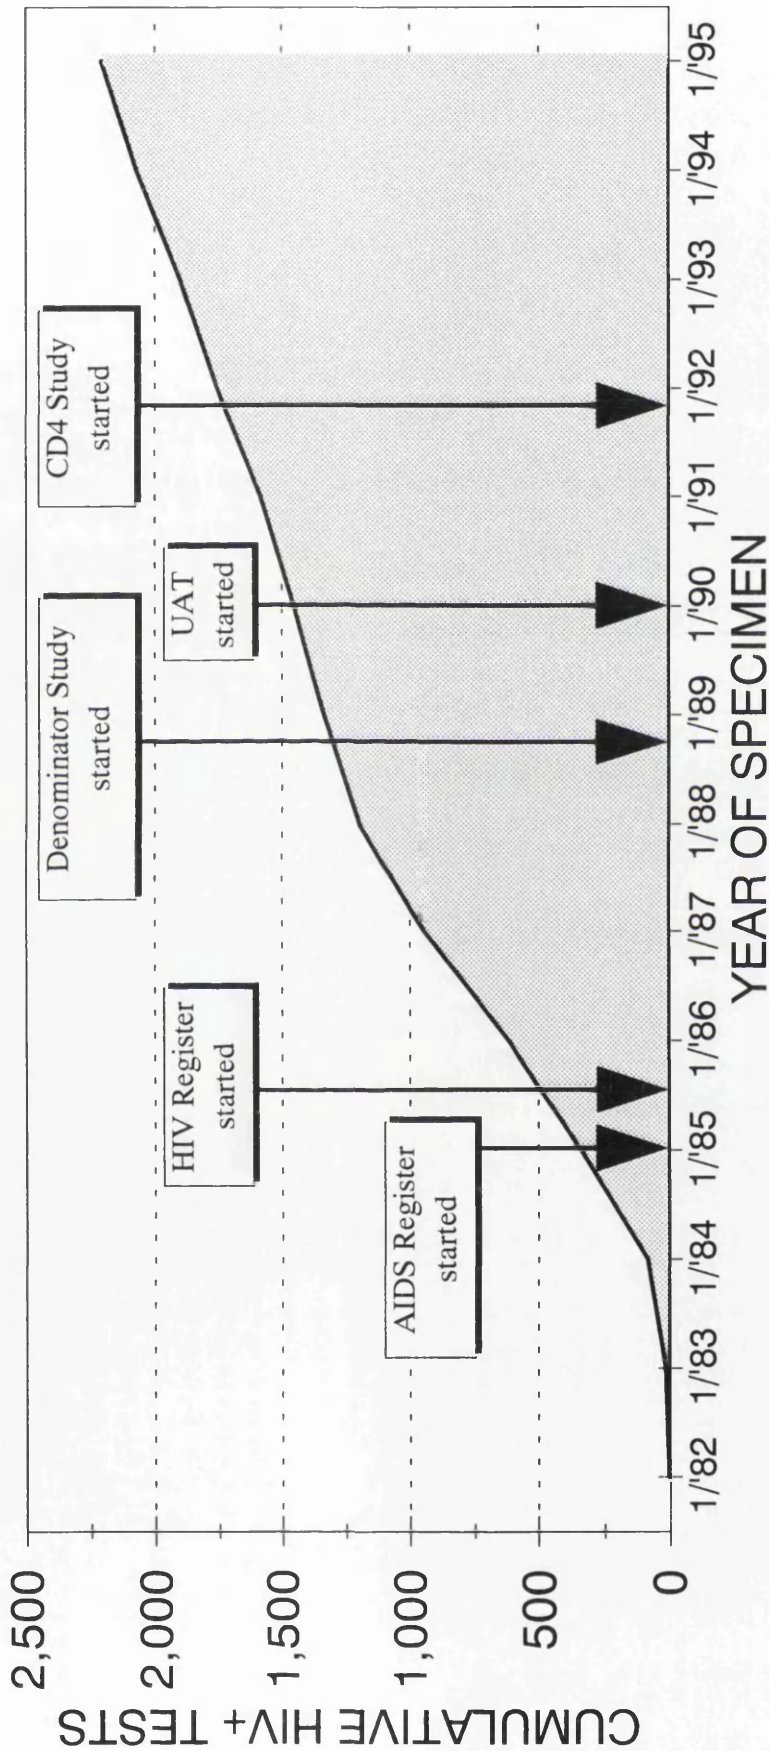 CUMULATIVE HIV+ TESTS
2,500
2,000
1,500
1,000
500
0
Denominator Study
started
CD4 Study
started
HIV Register
started
UAT
started
AIDS Register
started
1/'82
1/'83
1/'84
1/'85
1/'86
1/'87
1/'88
1/'89
1/'90
1/'91
1/'92
1/'93
1/'94
1/'95
YEAR OF SPECIMEN